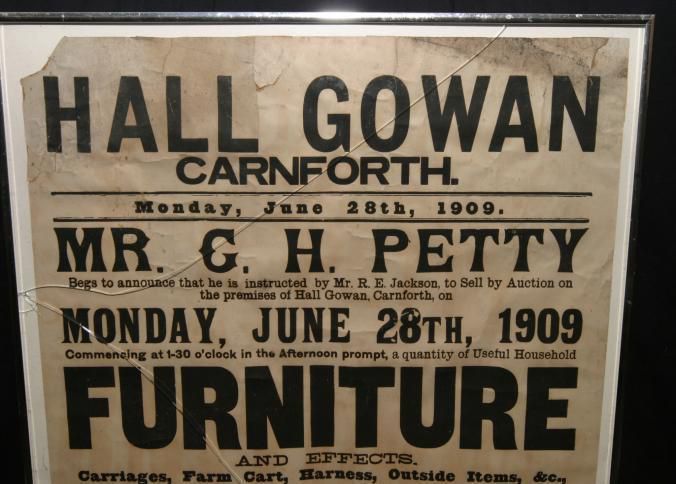 HALL GOWAN
CARNFORTH.
Monday, June 28th, 1909.
MR. G. H. PETTY
Begs to announce that he is instructed by Mr. R. E. Jackson, to Sell by Auction on
the premises of Hall Gowan, Carnforth, on
MONDAY, JUNE 28TH, 1909
Commencing at 1-30 o'clock in the Afternoon prompt, a quantity of Useful Household
FURNITURE
AND EFFECTS.
Carriages, Farm Cart, Harness, Outside Items, &c.,